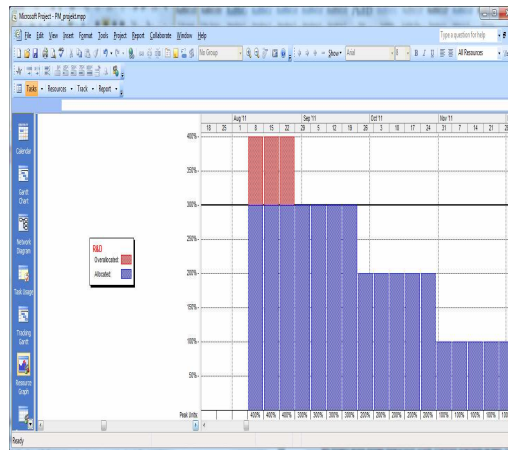 Microsoft Project - PM_projekt.mpp
File Edit View Insert Format Tools Project Report Collaborate Window Help
Type a question for help
No Group Show Arial 8 B I U All Resources
Tasks Resources Track Report
Aug '11 Sep '11 Oct '11 Nov '11
18 25 1 8 15 22 29 5 12 19 26 3 10 17 24 31 7 14 21
Calendar
Gantt Chart
Network Diagram
Task Usage
Tracking Gantt
Resource Graph
R&D
Overallocated:
Allocated:
400%
350%
300%
250%
200%
150%
100%
50%
Peak Units: 400% 400% 400% 300% 300% 300% 300% 200% 200% 200% 200% 200% 100% 100% 100%
Ready